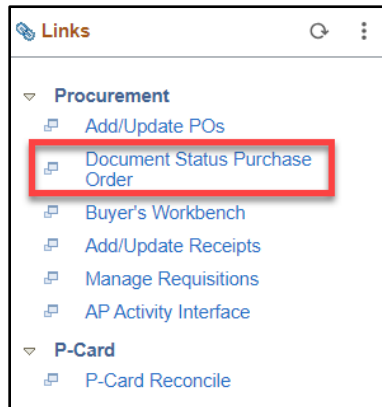 Links
Procurement
Add/Update POs
Document Status Purchase
Order
Buyer's Workbench
Add/Update Receipts
Manage Requisitions
AP Activity Interface
P-Card
P-Card Reconcile